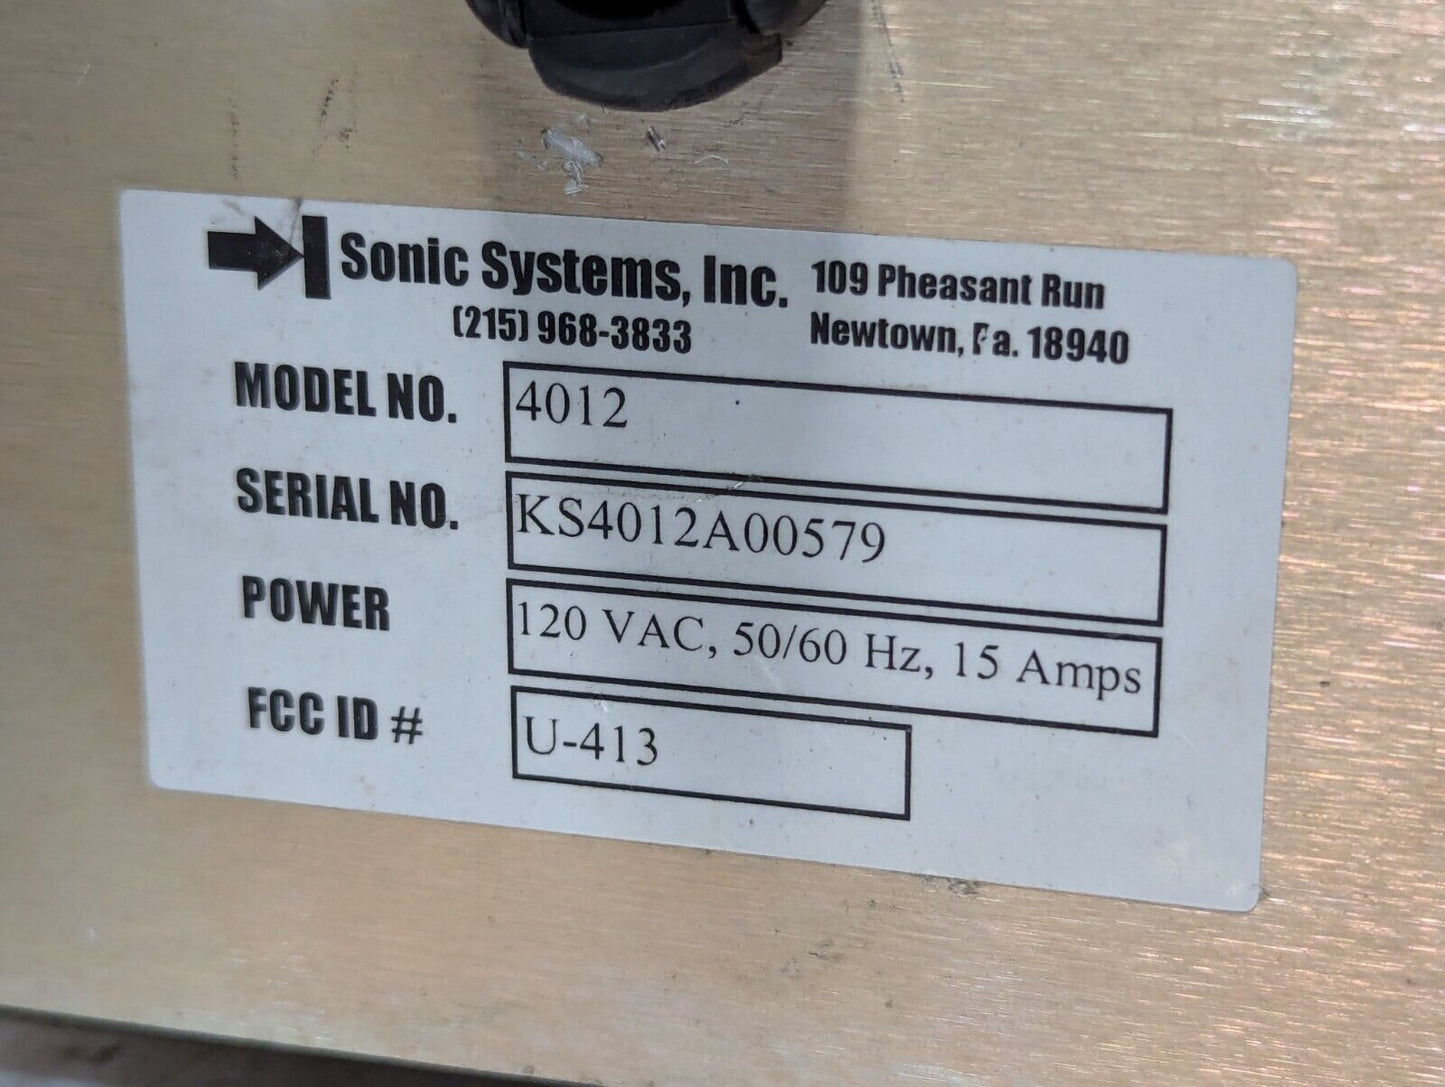 Sonic Systems, Inc. 109 Pheasant Run
(215) 968-3833 Newtown, Pa. 18940
MODEL NO. 4012
SERIAL NO. KS4012A00579
POWER 120 VAC, 50/60 Hz, 15 Amps
FCC ID # U-413